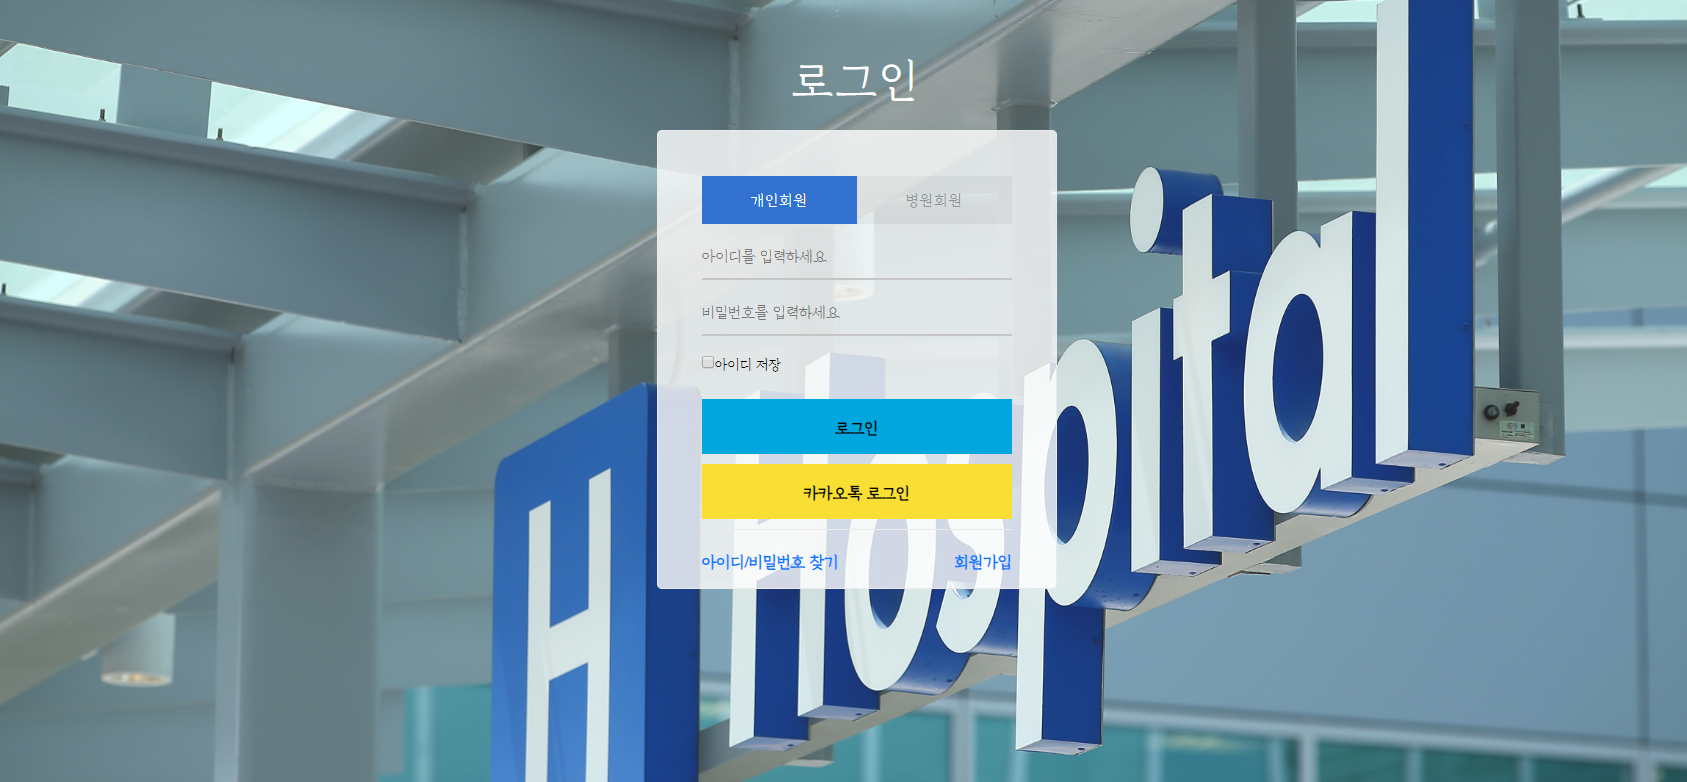 로그인
개인회원 병원회원
아이디를 입력하세요
비밀번호를 입력하세요
아이디 저장
로그인
카카오톡 로그인
아이디/비밀번호 찾기 회원가입
H Hospital